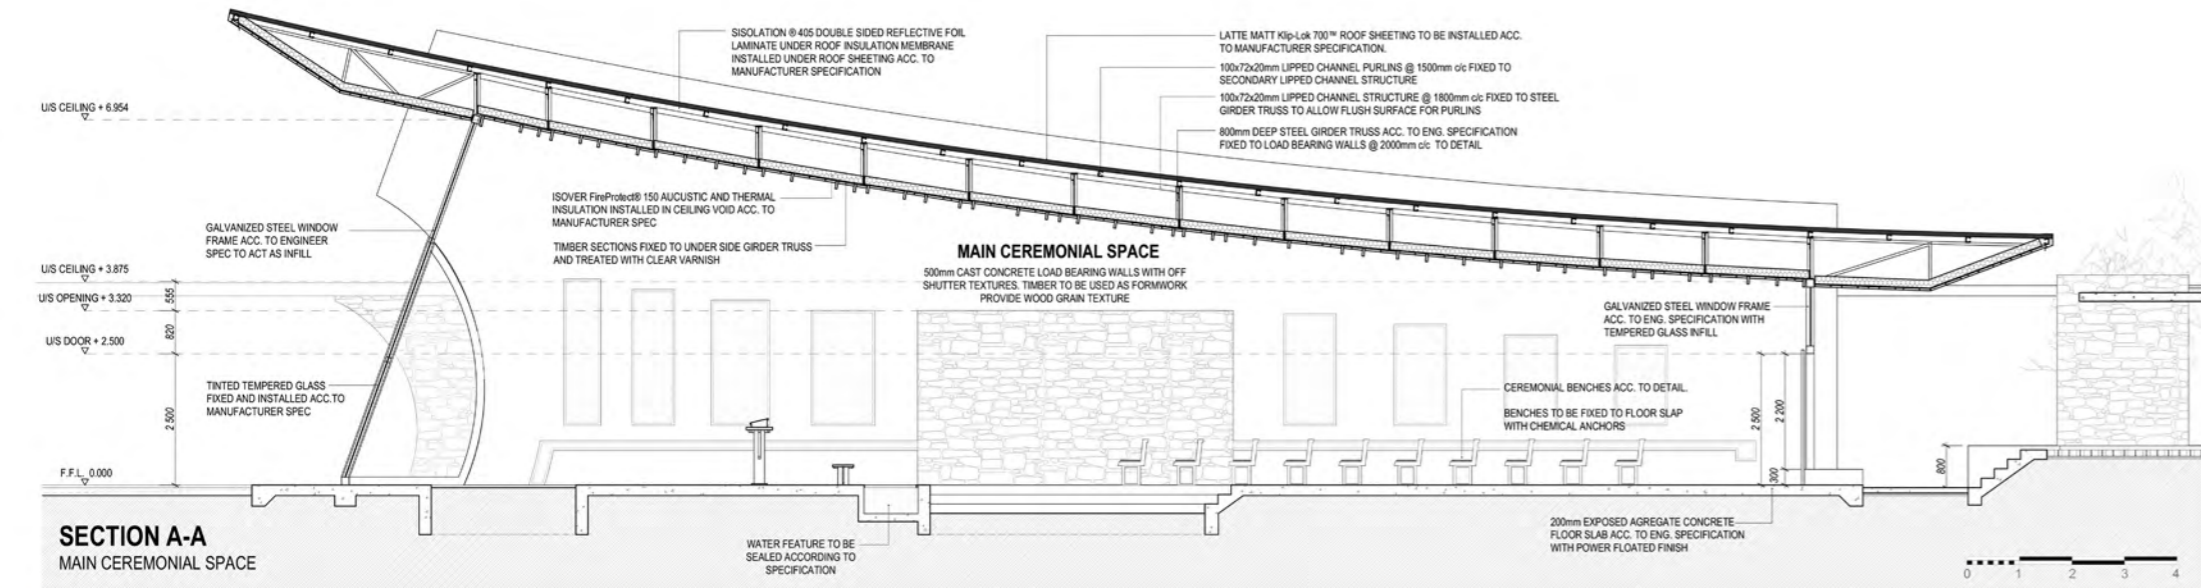 SISOLATION ® 405 DOUBLE SIDED REFLECTIVE FOIL
LAMINATE UNDER ROOF INSULATION MEMBRANE
INSTALLED UNDER ROOF SHEETING ACC. TO
MANUFACTURER SPECIFICATION
LATTE MATT Klip-Lok 700™ ROOF SHEETING TO BE INSTALLED ACC.
TO MANUFACTURER SPECIFICATION.
100x72x20mm LIPPED CHANNEL PURLINS @ 1500mm c/c FIXED TO
SECONDARY LIPPED CHANNEL STRUCTURE
100x72x20mm LIPPED CHANNEL STRUCTURE @ 1800mm c/c FIXED TO STEEL
GIRDER TRUSS TO ALLOW FLUSH SURFACE FOR PURLINS
800mm DEEP STEEL GIRDER TRUSS ACC. TO ENG. SPECIFICATION
FIXED TO LOAD BEARING WALLS @ 2000mm c/c TO DETAIL
U/S CEILING + 6.954
ISOVER FireProtect® 150 AUCUSTIC AND THERMAL
INSULATION INSTALLED IN CEILING VOID ACC. TO
MANUFACTURER SPEC
TIMBER SECTIONS FIXED TO UNDER SIDE GIRDER TRUSS
AND TREATED WITH CLEAR VARNISH
GALVANIZED STEEL WINDOW
FRAME ACC. TO ENGINEER
SPEC TO ACT AS INFILL
MAIN CEREMONIAL SPACE
500mm CAST CONCRETE LOAD BEARING WALLS WITH OFF
SHUTTER TEXTURES. TIMBER TO BE USED AS FORMWORK
PROVIDE WOOD GRAIN TEXTURE
U/S CEILING + 3.875
U/S OPENING + 3.320
U/S DOOR + 2.500
F.F.L. 0.000
555
820
2 500
GALVANIZED STEEL WINDOW FRAME
ACC. TO ENG. SPECIFICATION WITH
TEMPERED GLASS INFILL
TINTED TEMPERED GLASS
FIXED AND INSTALLED ACC.TO
MANUFACTURER SPEC
CEREMONIAL BENCHES ACC. TO DETAIL.
BENCHES TO BE FIXED TO FLOOR SLAP
WITH CHEMICAL ANCHORS
2 500
2 200
300
800
SECTION A-A
MAIN CEREMONIAL SPACE
WATER FEATURE TO BE
SEALED ACCORDING TO
SPECIFICATION
200mm EXPOSED AGREGATE CONCRETE
FLOOR SLAB ACC. TO ENG. SPECIFICATION
WITH POWER FLOATED FINISH
0 1 2 3 4